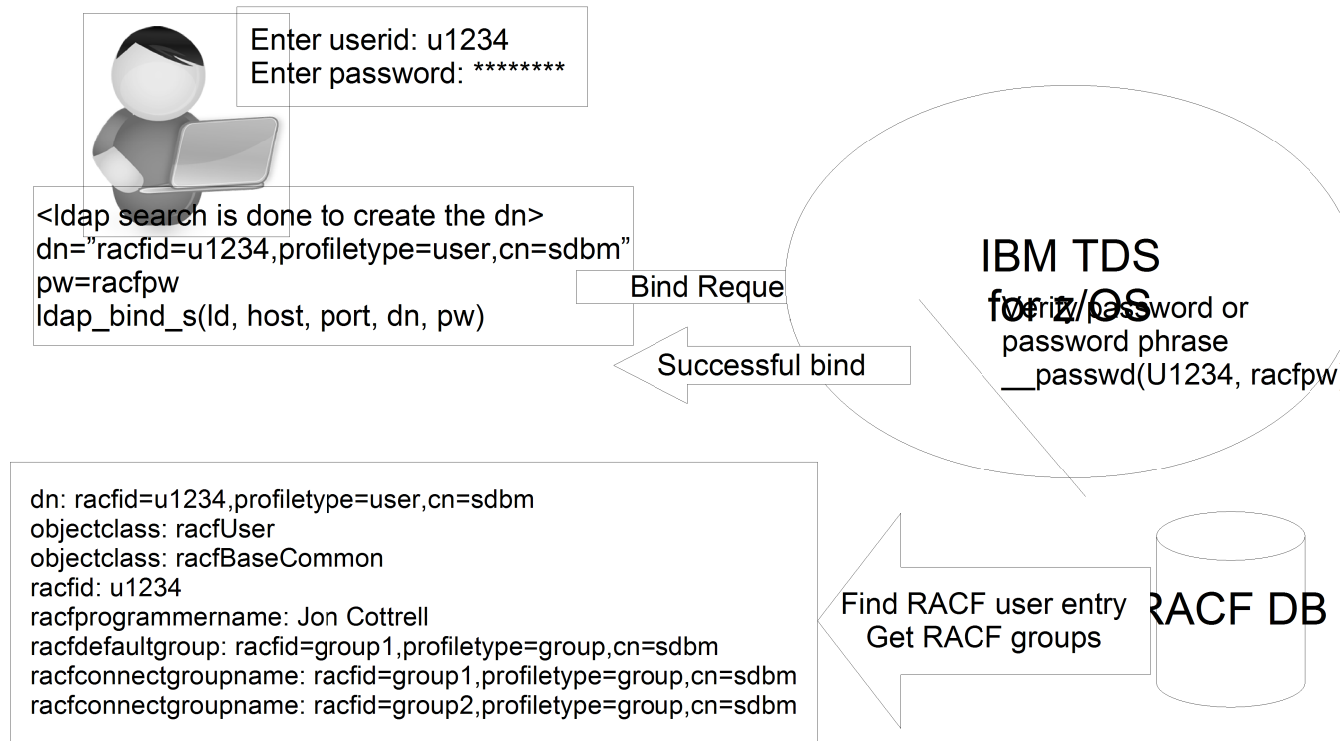 Enter userid: u1234
Enter password: ********
<ldap search is done to create the dn>
dn=”racfid=u1234,profiletype=user,cn=sdbm”
pw=racfpw
ldap_bind_s(ld, host, port, dn, pw)
Bind Reque
Successful bind
IBM TDS
for z/OS
Verify password or
password phrase
__passwd(U1234, racfpw
dn: racfid=u1234,profiletype=user,cn=sdbm
objectclass: racfUser
objectclass: racfBaseCommon
racfid: u1234
racfprogrammername: Jon Cottrell
racfdefaultgroup: racfid=group1,profiletype=group,cn=sdbm
racfconnectgroupname: racfid=group1,profiletype=group,cn=sdbm
racfconnectgroupname: racfid=group2,profiletype=group,cn=sdbm
Find RACF user entry
Get RACF groups
RACF DB